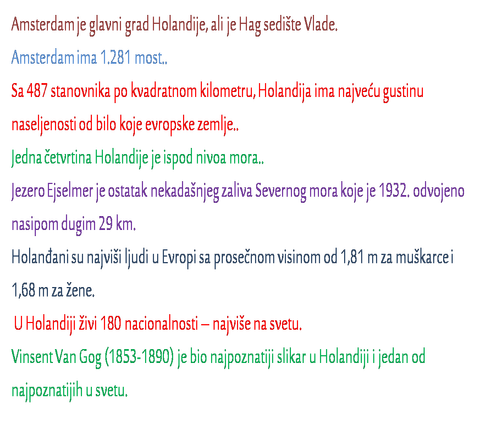 Amsterdam je glavni grad Holandije, ali je Hag sedište Vlade.
Amsterdam ima 1.281 most..
Sa 487 stanovnika po kvadratnom kilometru, Holandija ima najveću gustinu
naseljenosti od bilo koje evropske zemlje..
Jedna četvrtina Holandije je ispod nivoa mora..
Jezero Ejselmer je ostatak nekadašnjeg zaliva Severnog mora koje je 1932. odvojeno
nasipom dugim 29 km.
Holanđani su najviši ljudi u Evropi sa prosečnom visinom od 1,81 m za muškarce i
1,68 m za žene.
U Holandiji živi 180 nacionalnosti – najviše na svetu.
Vinsent Van Gog (1853-1890) je bio najpoznatiji slikar u Holandiji i jedan od
najpoznatijih u svetu.